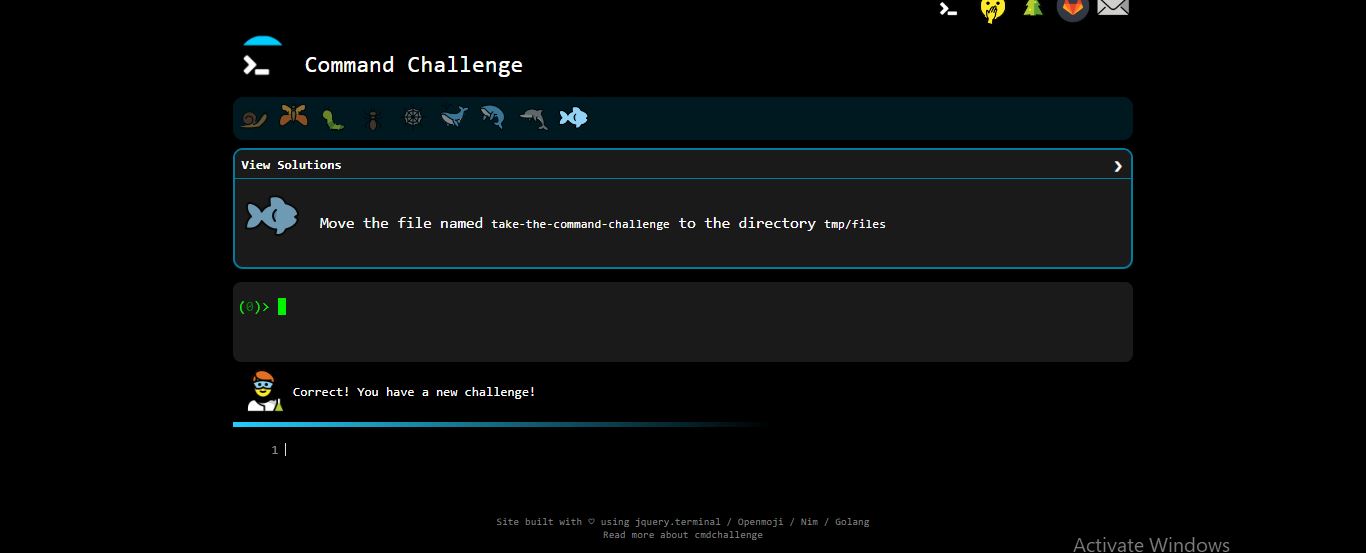 Command Challenge
View Solutions
Move the file named take-the-command-challenge to the directory tmp/files
(0)>
Correct! You have a new challenge!
1
Site built with ♡ using jquery.terminal / Openmoji / Nim / Golang
Read more about cmdchallenge
Activate Windows